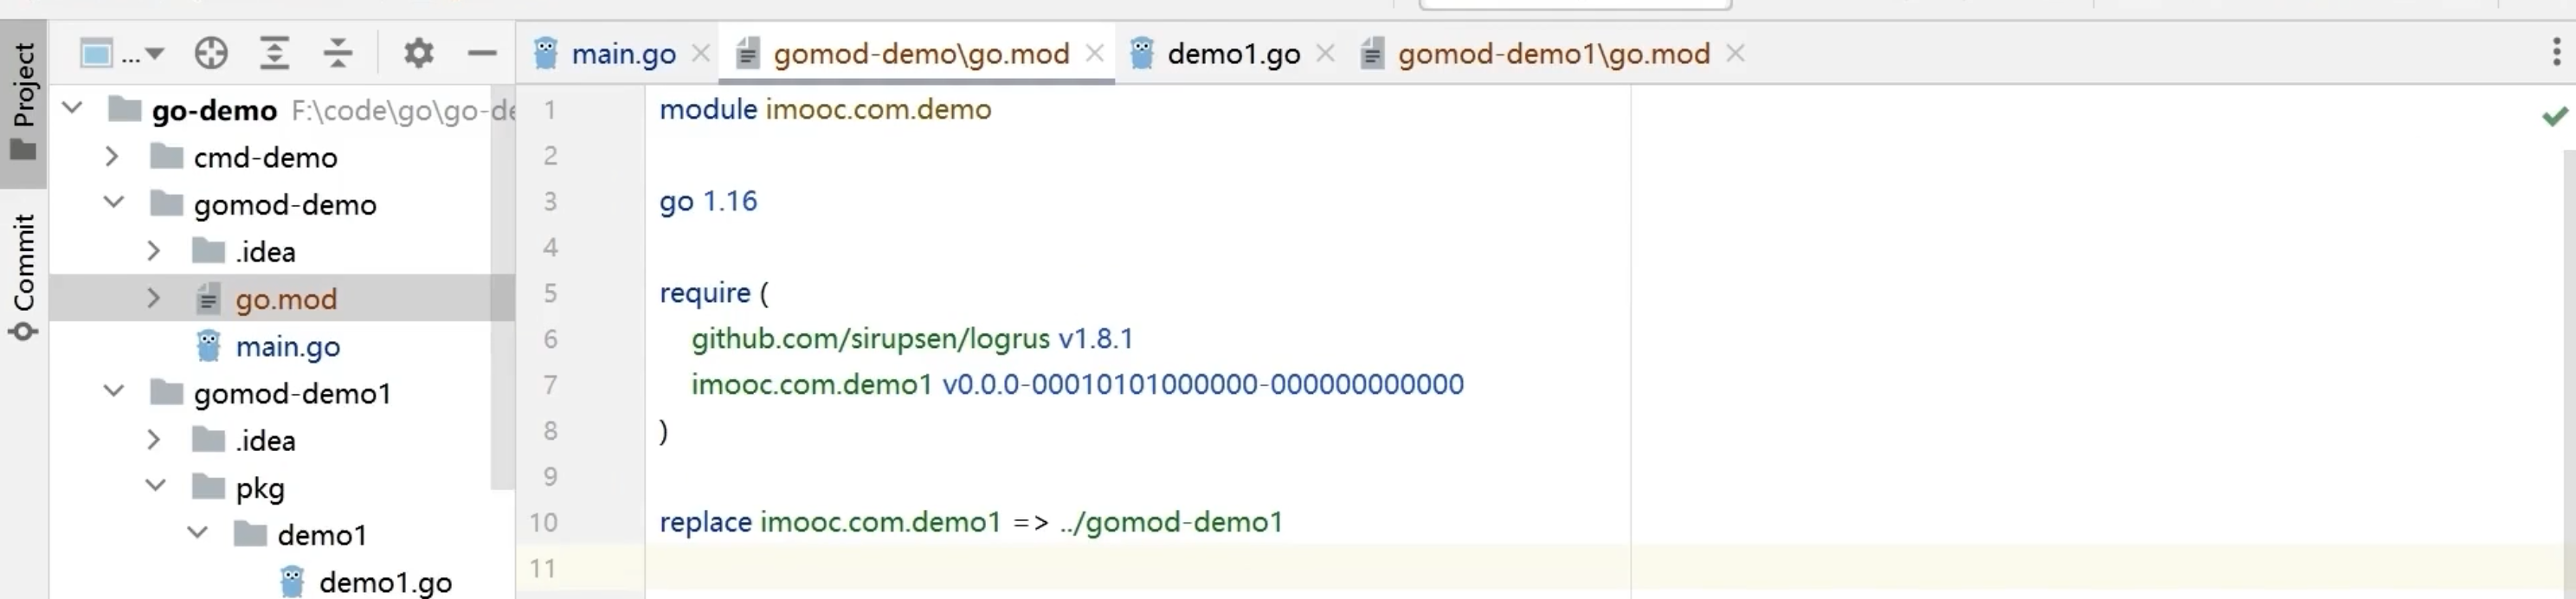 Project
Commit
...
main.go
gomod-demo\go.mod
demo1.go
gomod-demo1\go.mod
go-demo F:\code\go\go-de
cmd-demo
gomod-demo
.idea
go.mod
main.go
gomod-demo1
.idea
pkg
demo1
demo1.go
1 module imooc.com.demo
2
3 go 1.16
4
5 require (
6 github.com/sirupsen/logrus v1.8.1
7 imooc.com.demo1 v0.0.0-00010101000000-000000000000
8 )
9
10 replace imooc.com.demo1 => ../gomod-demo1
11